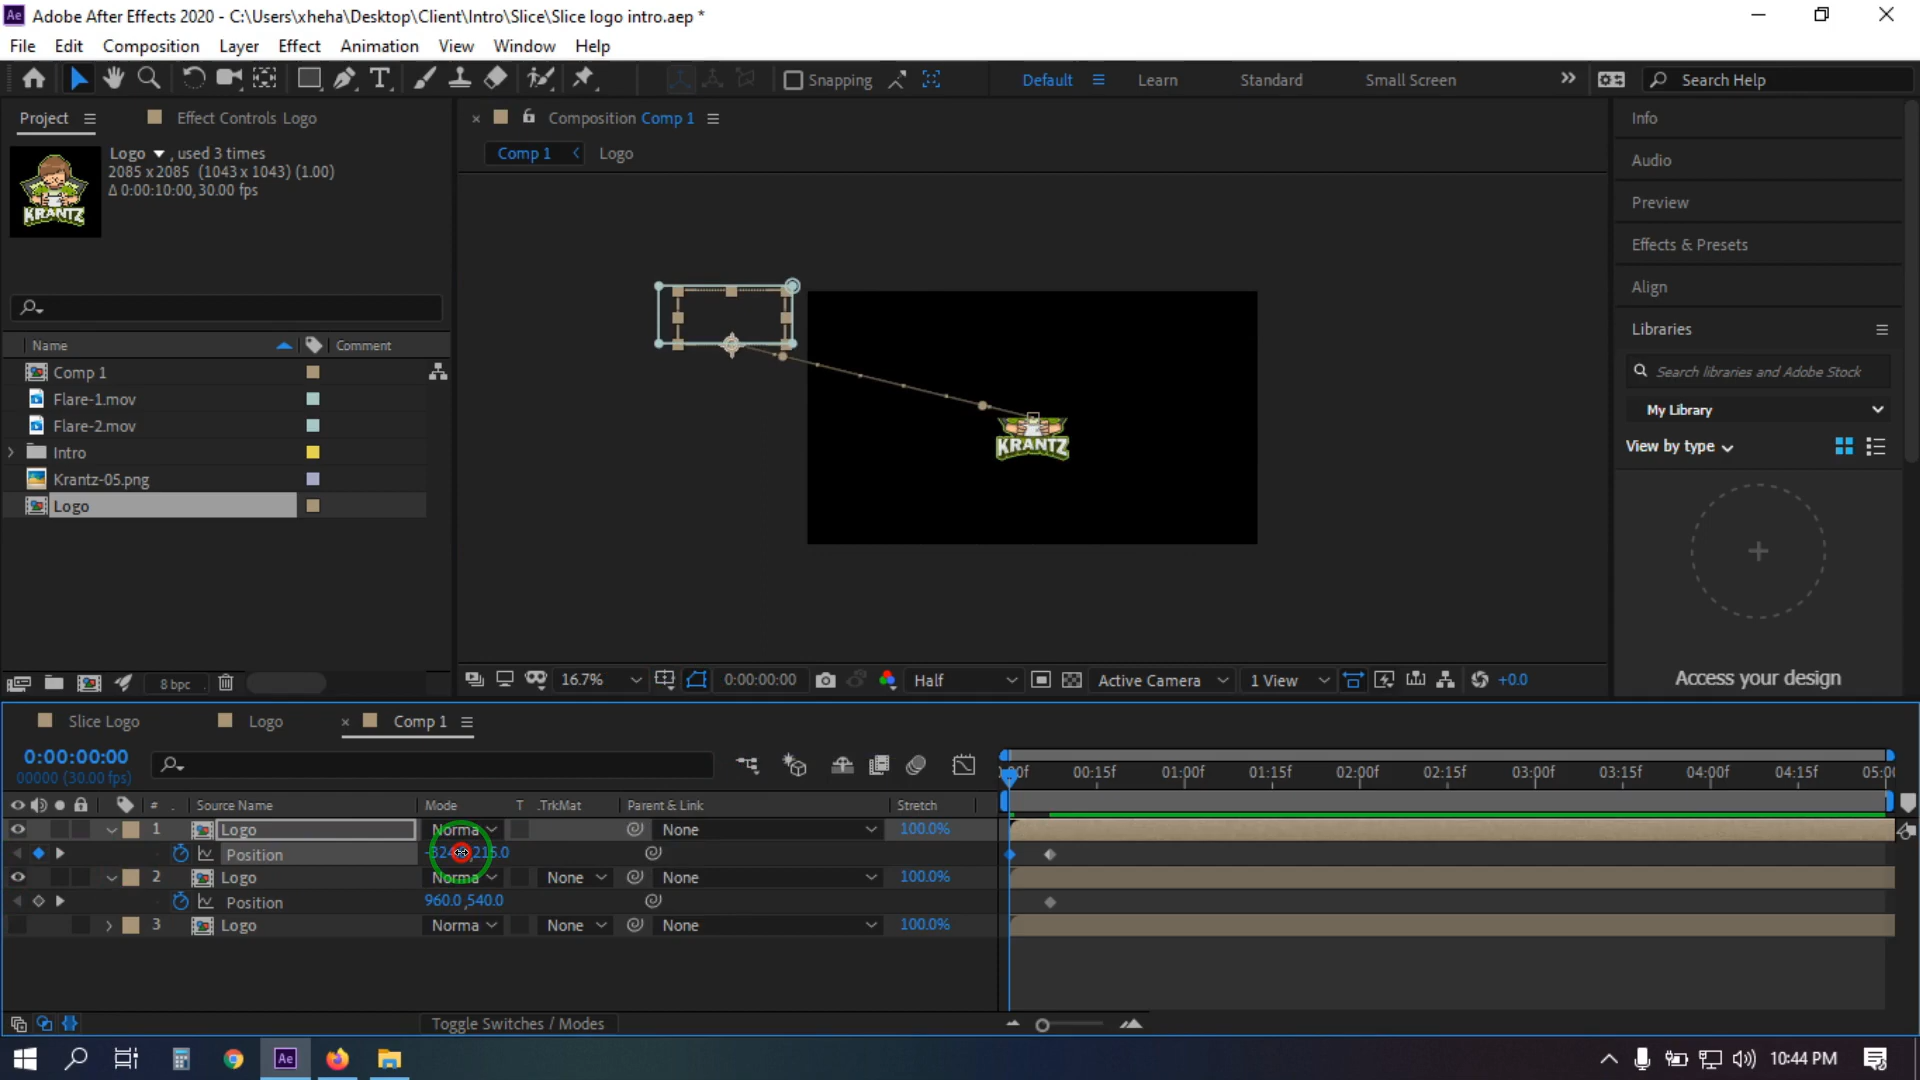 Ae Adobe After Effects 2020 - C:\Users\xheha\Desktop\Client\Intro\Slice\Slice logo intro.aep *
File Edit Composition Layer Effect Animation View Window Help
Snapping Default Learn Standard Small Screen Search Help
Project Effect Controls Logo Composition Comp 1 Info
Comp 1 Logo Audio
Logo , used 3 times
2085 x 2085 (1043 x 1043) (1.00)
Δ 0:00:10:00, 30.00 fps
KRANTZ
Preview
Effects & Presets
Align
Libraries
Name Comment
Search libraries and Adobe Stock
Comp 1
Flare-1.mov
Flare-2.mov
Intro
Krantz-05.png
Logo
My Library
View by type
KRANTZ
Access your design
8 bpc 16.7% 0:00:00:00 Half Active Camera 1 View +0.0
Slice Logo Logo Comp 1
0:00:00:00
00000 (30.00 fps)
00:15f 01:00f 01:15f 02:00f 02:15f 03:00f 03:15f 04:00f 04:15f
# Source Name Mode T .TrkMat Parent & Link Stretch
1 Logo Norma None 100.0%
Position
2 Logo Norma None None 100.0%
Position 960.0,540.0
3 Logo Norma None None 100.0%
Toggle Switches / Modes
Ae 10:44 PM